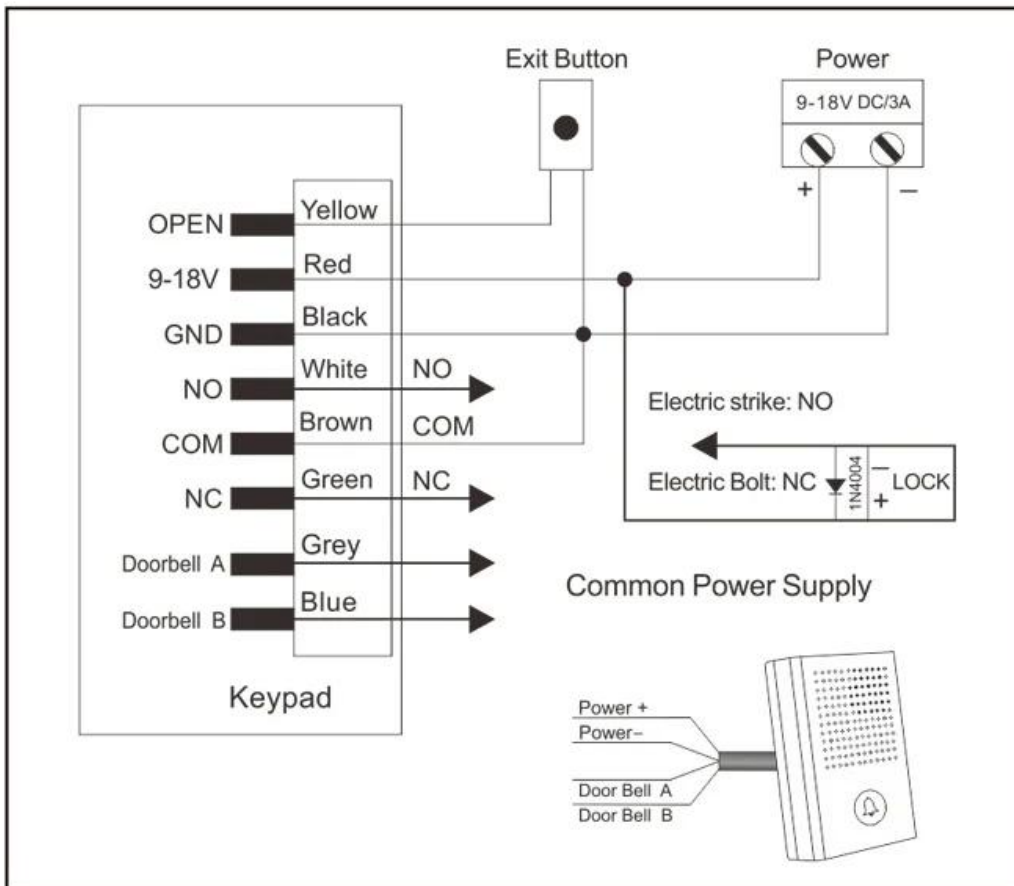 Exit Button
Power
9-18V DC/3A
+
–
OPEN
Yellow
9-18V
Red
GND
Black
NO
White
NO
COM
Brown
COM
NC
Green
NC
Doorbell A
Grey
Doorbell B
Blue
Keypad
Electric strike: NO
Electric Bolt: NC
1N4004
–
+
LOCK
Common Power Supply
Power +
Power–
Door Bell A
Door Bell B